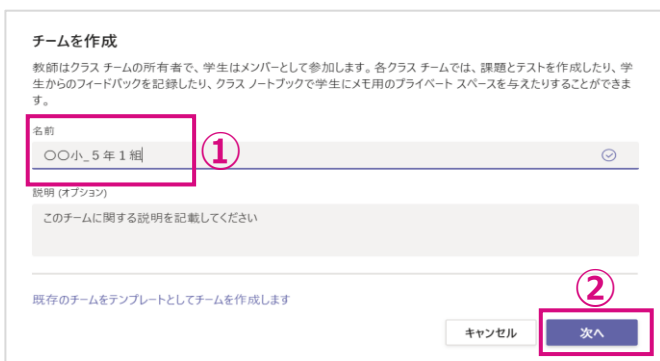 チームを作成
教師はクラス チームの所有者で、学生はメンバーとして参加します。各クラス チームでは、課題とテストを作成したり、学
生からのフィードバックを記録したり、クラス ノートブックで学生にメモ用のプライベート スペースを与えたりすることができま
す。
名前
〇〇小_５年１組
①
説明 (オプション)
このチームに関する説明を記載してください
既存のチームをテンプレートとしてチームを作成します
②
キャンセル
次へ